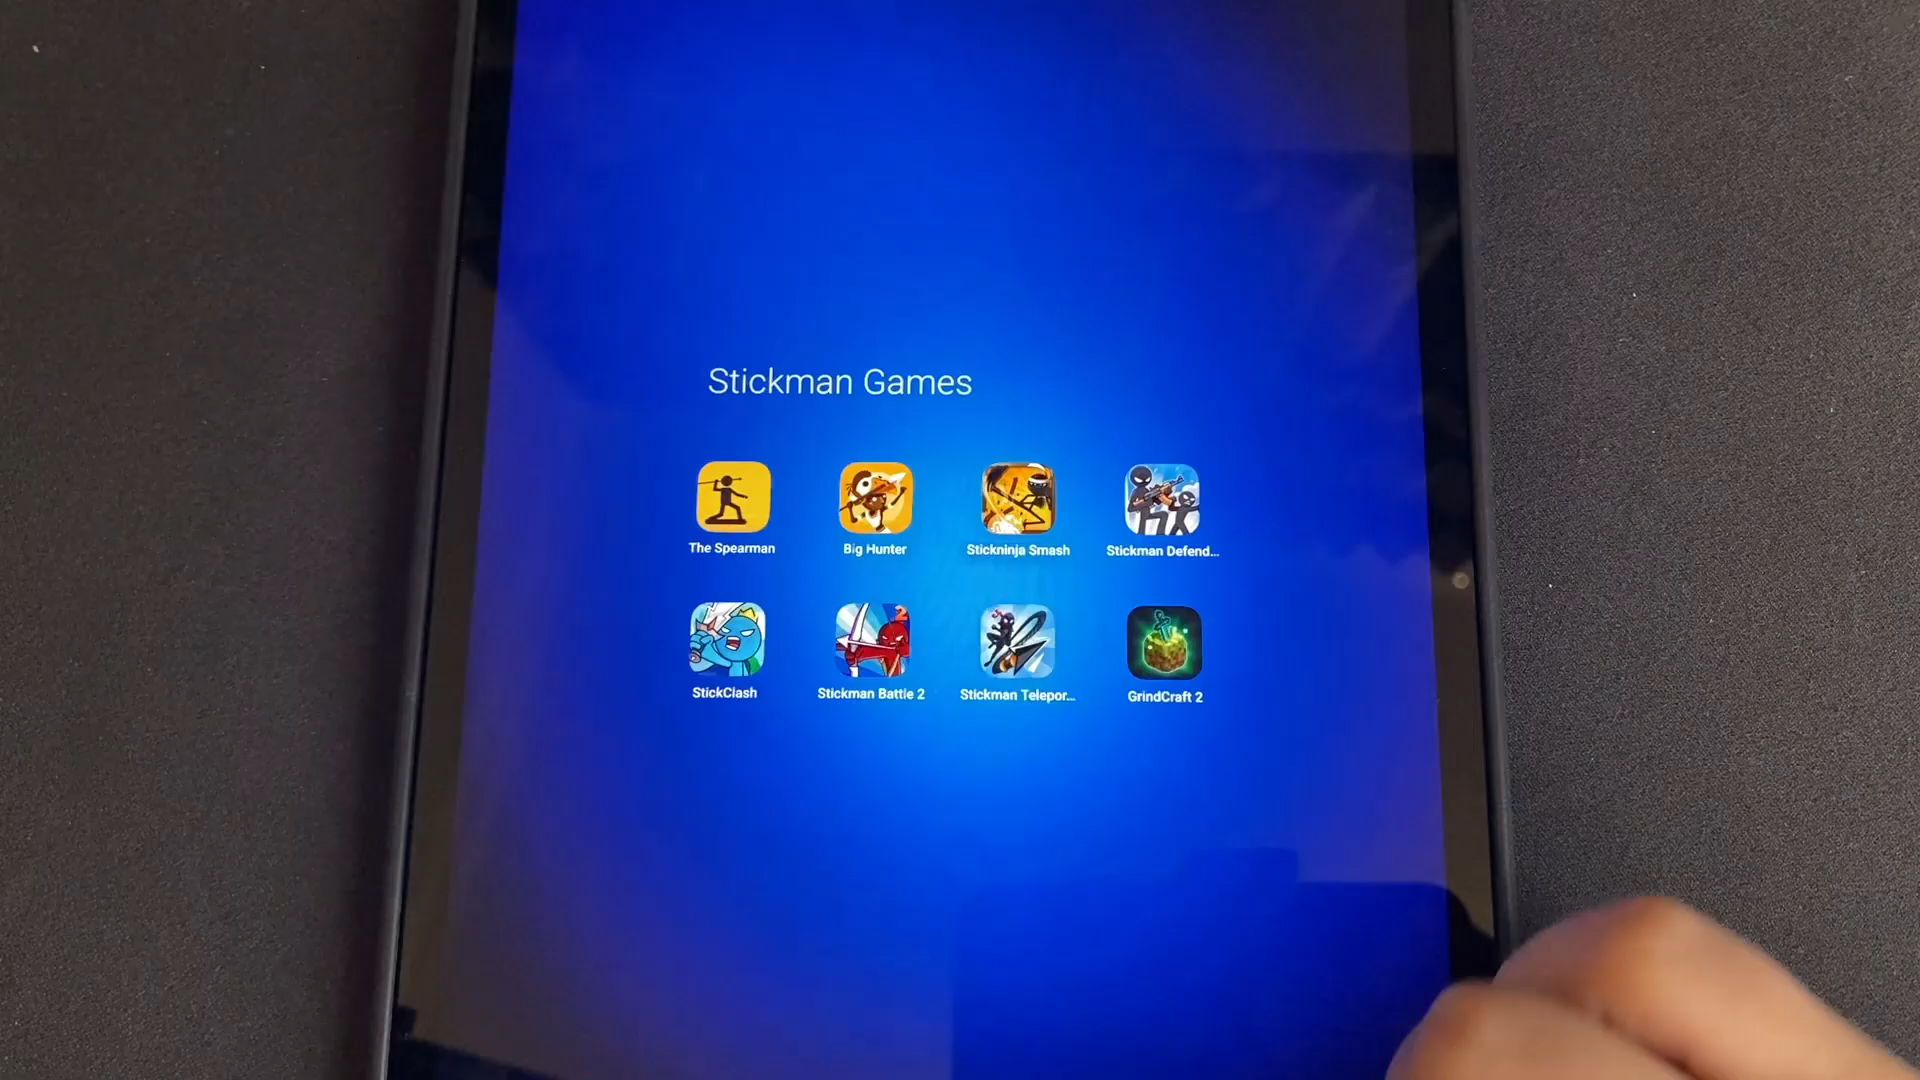 Stickman Games
The Spearman
Big Hunter
Stickninja Smash
Stickman Defend...
StickClash
Stickman Battle 2
Stickman Telepor...
GrindCraft 2